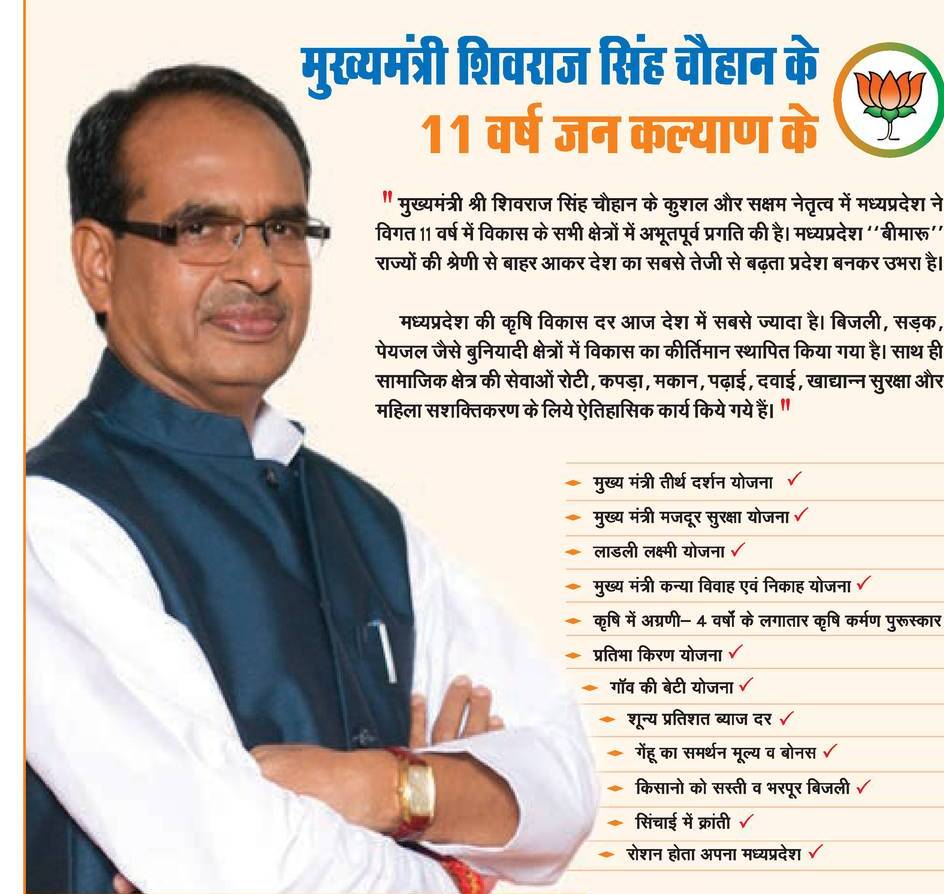 मुख्यमंत्री शिवराज सिंह चौहान के
11 वर्ष जन कल्याण के
" मुख्यमंत्री श्री शिवराज सिंह चौहान के कुशल और सक्षम नेतृत्व में मध्यप्रदेश ने
विगत 11 वर्ष में विकास के सभी क्षेत्रों में अभूतपूर्व प्रगति की है। मध्यप्रदेश ‘‘बीमारू’’
राज्यों की श्रेणी से बाहर आकर देश का सबसे तेजी से बढ़ता प्रदेश बनकर उभरा है।
मध्यप्रदेश की कृषि विकास दर आज देश में सबसे ज्यादा है। बिजली, सड़क,
पेयजल जैसे बुनियादी क्षेत्रों में विकास का कीर्तिमान स्थापित किया गया है। साथ ही
सामाजिक क्षेत्र की सेवाओं रोटी, कपड़ा, मकान, पढ़ाई, दवाई, खाद्यान्न सुरक्षा और
महिला सशक्तिकरण के लिये ऐतिहासिक कार्य किये गये हैं। "
मुख्य मंत्री तीर्थ दर्शन योजना ✓
मुख्य मंत्री मजदूर सुरक्षा योजना ✓
लाडली लक्ष्मी योजना ✓
मुख्य मंत्री कन्या विवाह एवं निकाह योजना ✓
कृषि में अग्रणी– 4 वर्षों के लगातार कृषि कर्मण पुरूस्कार
प्रतिभा किरण योजना ✓
गॉव की बेटी योजना ✓
शून्य प्रतिशत ब्याज दर ✓
गेंहू का समर्थन मूल्य व बोनस ✓
किसानो को सस्ती व भरपूर बिजली ✓
सिंचाई में क्रांती ✓
रोशन होता अपना मध्यप्रदेश ✓